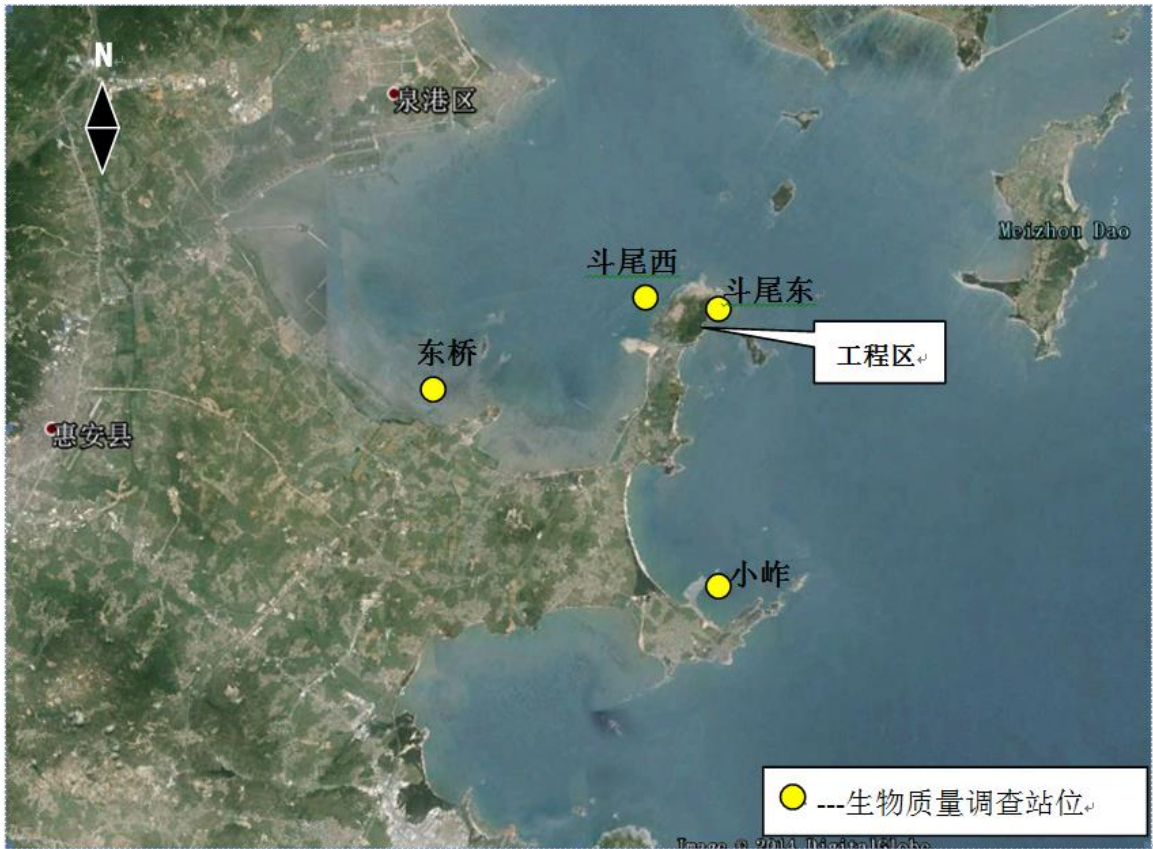 N
泉港区
Meizhou Dao
斗尾西
斗尾东
工程区
东桥
惠安县
小岞
---生物质量调查站位
Image © 2014 DigitalGlobe